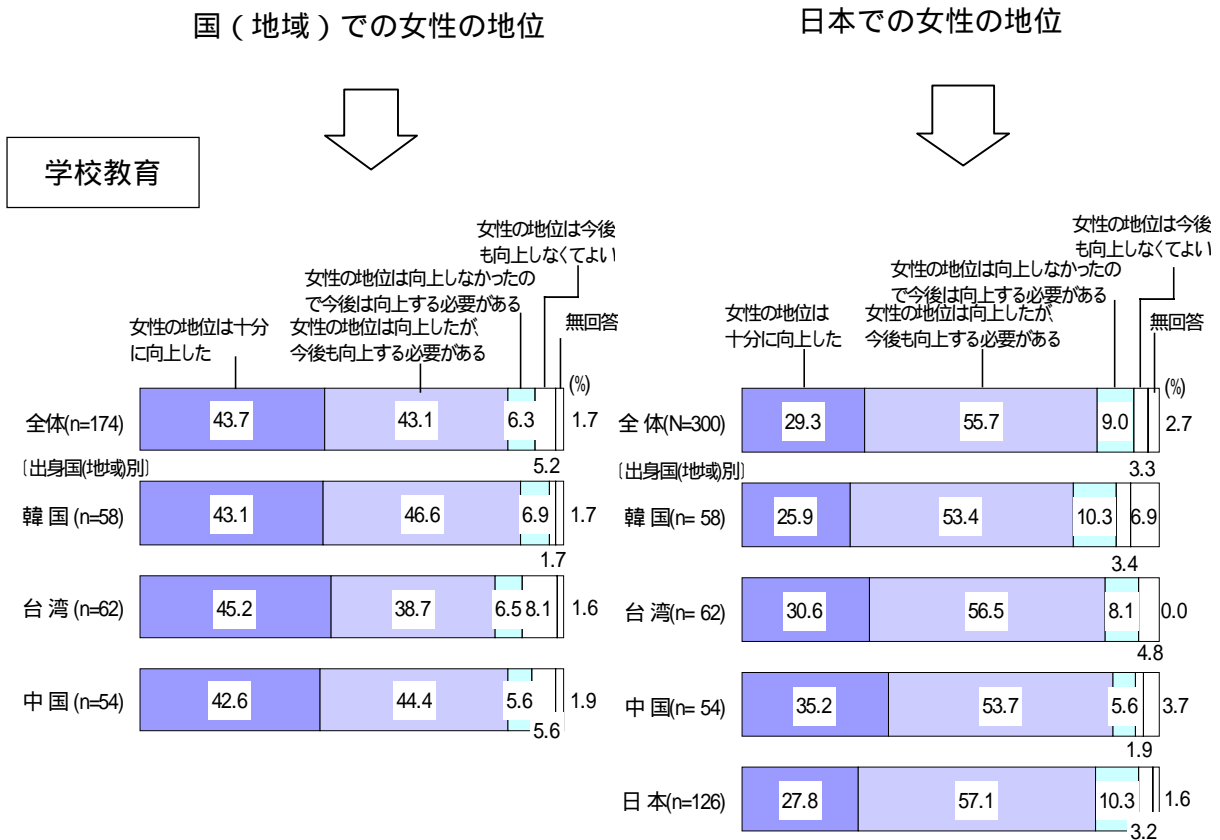 国（地域）での女性の地位
日本での女性の地位
学校教育
女性の地位は今後
も向上しなくてよい
女性の地位は向上しなかったの
で今後は向上する必要がある
女性の地位は十分
に向上した
女性の地位は向上したが、
今後も向上する必要がある
無回答
(%)
全体(n=174) 43.7 43.1 6.3 5.2 1.7
〔出身国(地域)別〕
韓国(n=58) 43.1 46.6 6.9 1.7 1.7
台湾(n=62) 45.2 38.7 6.5 8.1 1.6
中国(n=54) 42.6 44.4 5.6 5.6 1.9
女性の地位は今後
も向上しなくてよい
女性の地位は向上しなかったの
で今後は向上する必要がある
女性の地位は
十分に向上した
女性の地位は向上したが、
今後も向上する必要がある
無回答
(%)
全体(N=300) 29.3 55.7 9.0 3.3 2.7
〔出身国(地域)別〕
韓国(n= 58) 25.9 53.4 10.3 3.4 6.9
台湾(n= 62) 30.6 56.5 8.1 4.8 0.0
中国(n= 54) 35.2 53.7 5.6 1.9 3.7
日本(n=126) 27.8 57.1 10.3 3.2 1.6